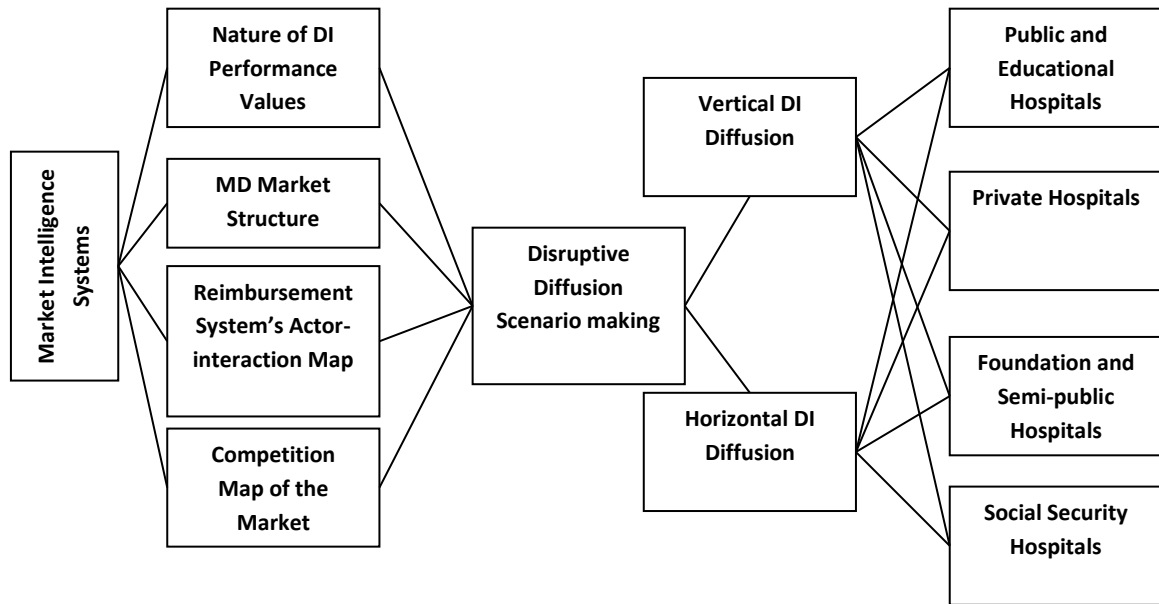 Market Intelligence
Systems
Nature of DI
Performance
Values
MD Market
Structure
Reimbursement
System’s Actor-
interaction Map
Competition
Map of the
Market
Disruptive
Diffusion
Scenario making
Vertical DI
Diffusion
Horizontal DI
Diffusion
Public and
Educational
Hospitals
Private Hospitals
Foundation and
Semi-public
Hospitals
Social Security
Hospitals